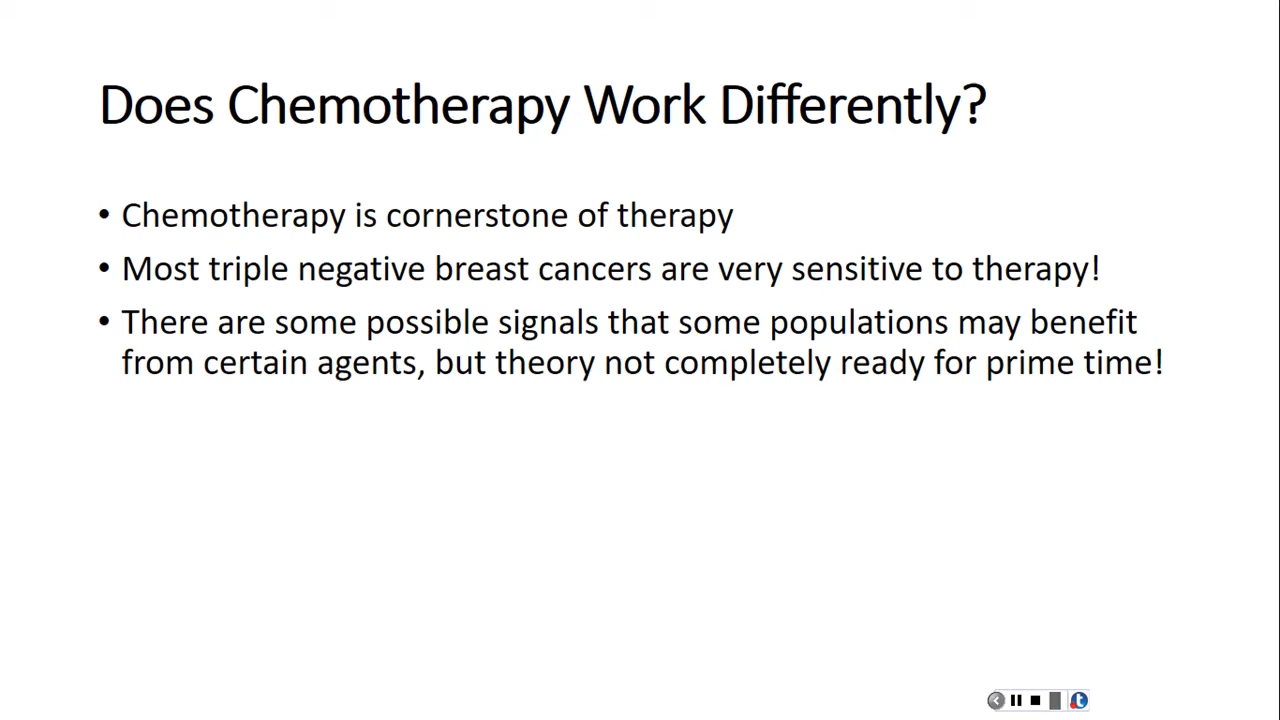 Does Chemotherapy Work Differently?
• Chemotherapy is cornerstone of therapy
• Most triple negative breast cancers are very sensitive to therapy!
• There are some possible signals that some populations may benefit
from certain agents, but theory not completely ready for prime time!
t